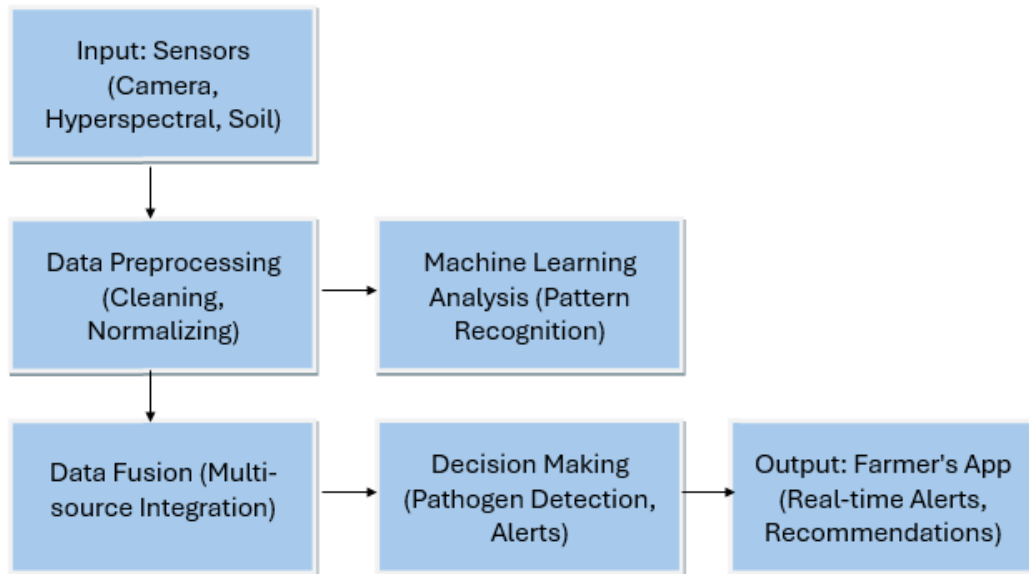 Input: Sensors
(Camera,
Hyperspectral, Soil)
Data Preprocessing
(Cleaning,
Normalizing)
Machine Learning
Analysis (Pattern
Recognition)
Data Fusion (Multi-
source Integration)
Decision Making
(Pathogen Detection,
Alerts)
Output: Farmer's App
(Real-time Alerts,
Recommendations)